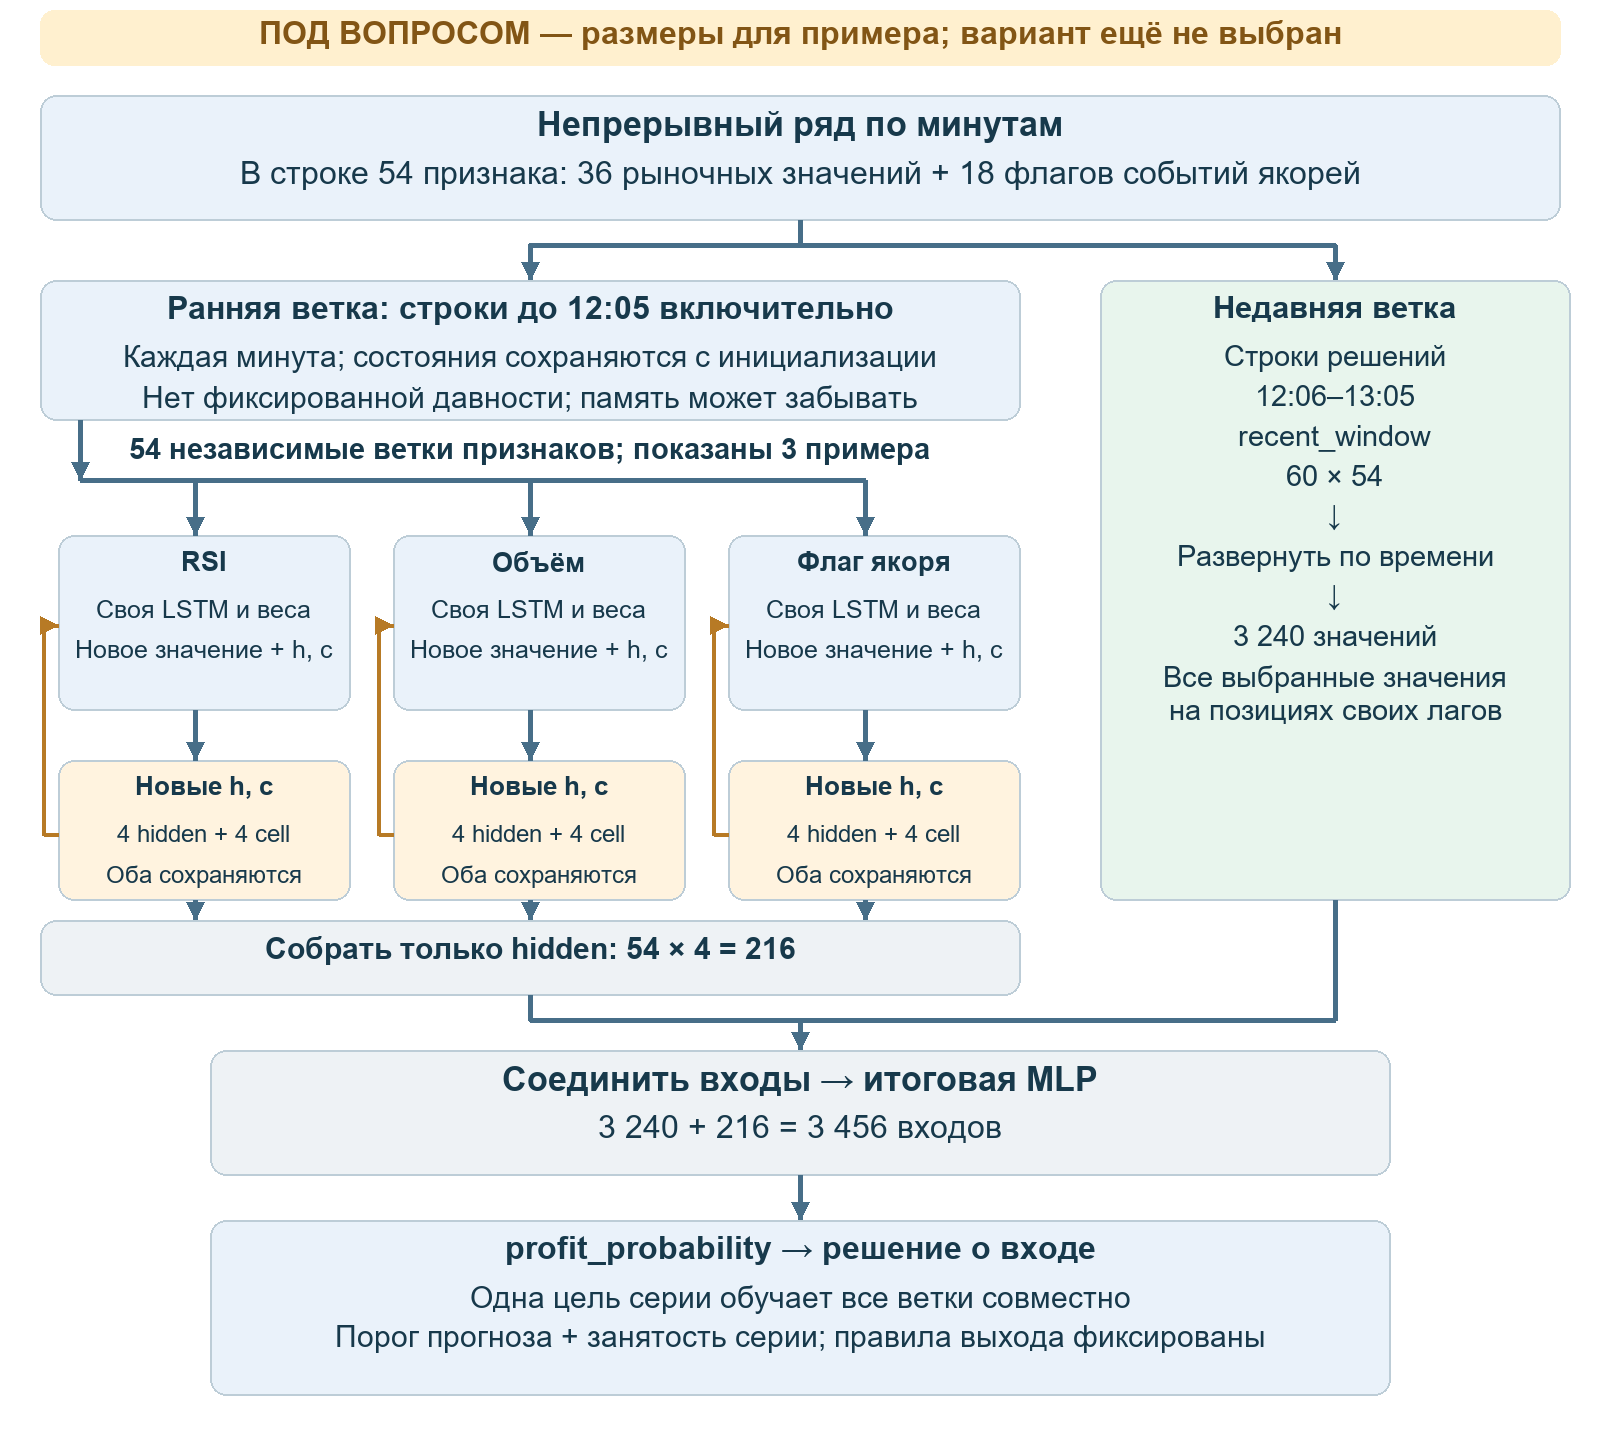 ПОД ВОПРОСОМ — размеры для примера; вариант ещё не выбран
Непрерывный ряд по минутам
В строке 54 признака: 36 рыночных значений + 18 флагов событий якорей
Ранняя ветка: строки до 12:05 включительно
Каждая минута; состояния сохраняются с инициализации
Нет фиксированной давности; память может забывать
54 независимые ветки признаков; показаны 3 примера
RSI
Своя LSTM и веса
Новое значение + h, c
Новые h, c
4 hidden + 4 cell
Оба сохраняются
Объём
Своя LSTM и веса
Новое значение + h, c
Новые h, c
4 hidden + 4 cell
Оба сохраняются
Флаг якоря
Своя LSTM и веса
Новое значение + h, c
Новые h, c
4 hidden + 4 cell
Оба сохраняются
Собрать только hidden: 54 × 4 = 216
Недавняя ветка
Строки решений
12:06–13:05
recent_window
60 × 54
↓
Развернуть по времени
↓
3 240 значений
Все выбранные значения
на позициях своих лагов
Соединить входы → итоговая MLP
3 240 + 216 = 3 456 входов
profit_probability → решение о входе
Одна цель серии обучает все ветки совместно
Порог прогноза + занятость серии; правила выхода фиксированы